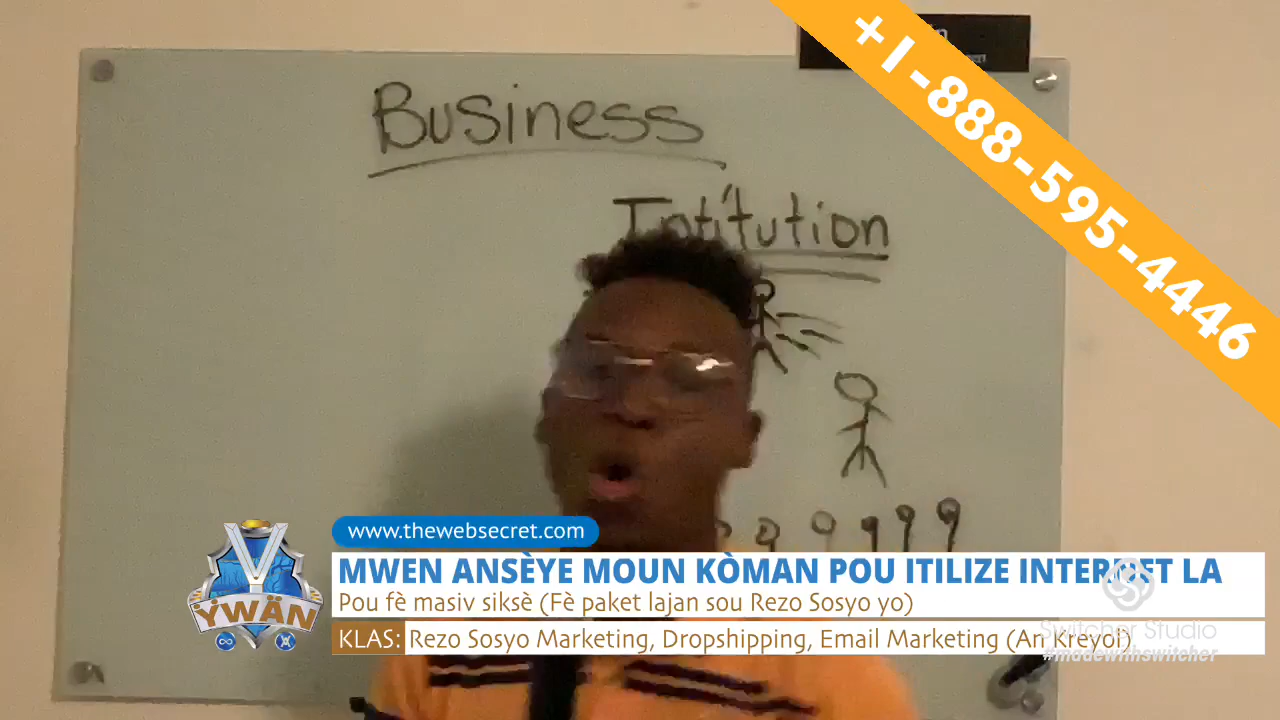 Business
Intitution
+1-888-595-4446
www.thewebsecret.com
MWEN ANSÈYE MOUN KÒMAN POU ITILIZE INTERNET LA
Pou fè masiv siksè (Fè paket lajan sou Rezo Sosyo yo)
KLAS: Rezo Sosyo Marketing, Dropshipping, Email Marketing (An Kreyol)
ÝWÄN
Switcher Studio
#madewithswitcher